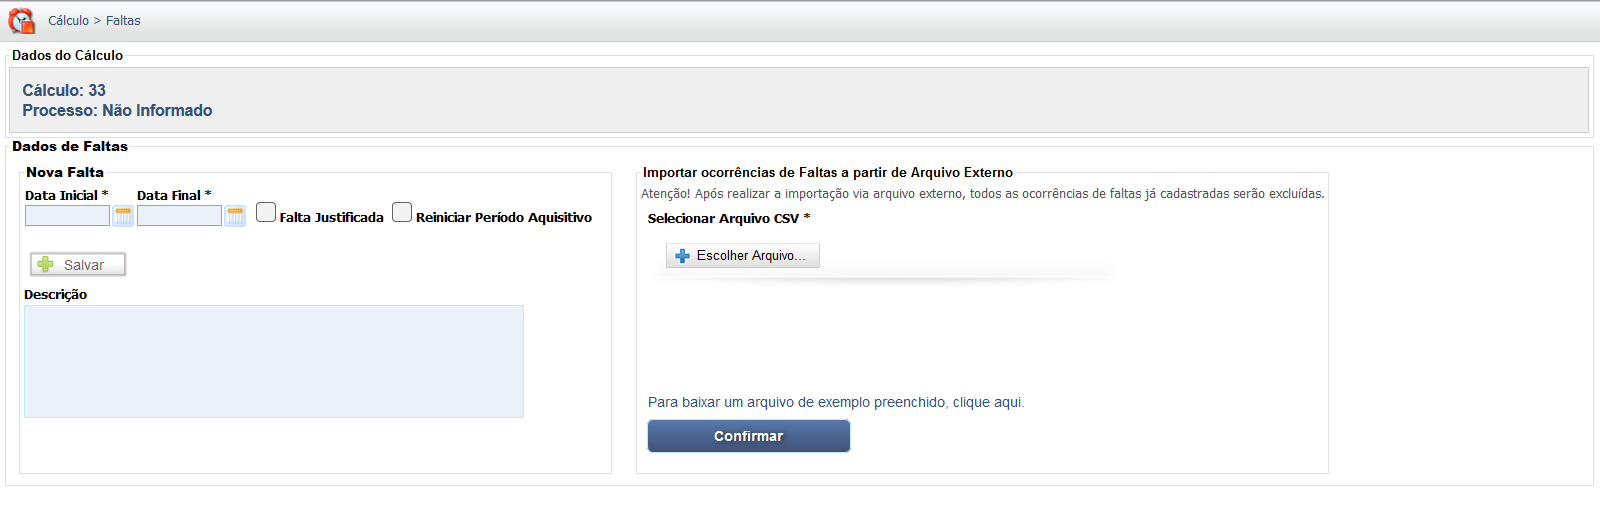 Cálculo > Faltas
Dados do Cálculo
Cálculo: 33
Processo: Não Informado
Dados de Faltas
Nova Falta
Data Inicial * Data Final *
Falta Justificada Reiniciar Período Aquisitivo
Salvar
Descrição
Importar ocorrências de Faltas a partir de Arquivo Externo
Atenção! Após realizar a importação via arquivo externo, todos as ocorrências de faltas já cadastradas serão excluídas.
Selecionar Arquivo CSV *
Escolher Arquivo...
Para baixar um arquivo de exemplo preenchido, clique aqui.
Confirmar